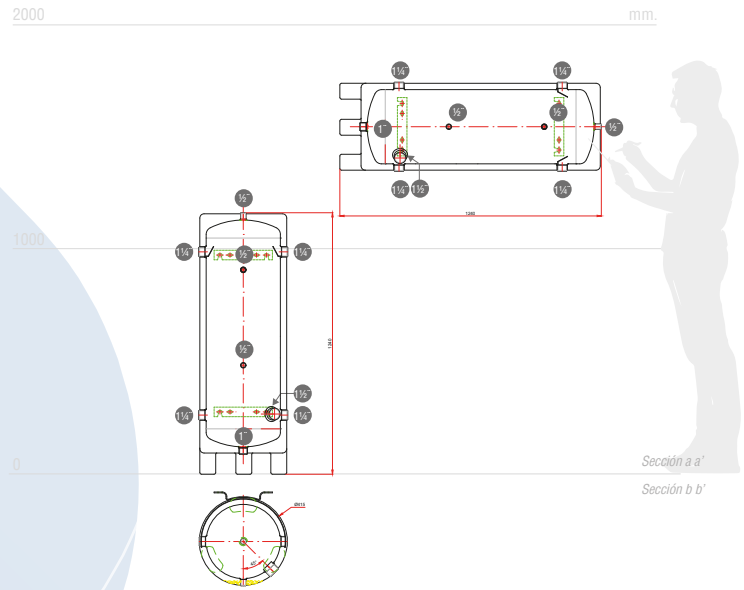 2000 mm.
1¼" 1¼"
½" ½"
1" ½"
1¼" 1½" 1¼"
½"
1000
1¼" ½" 1¼"
½"
1½"
1¼" 1¼"
1"
0
Sección a a'
Sección b b'
45°